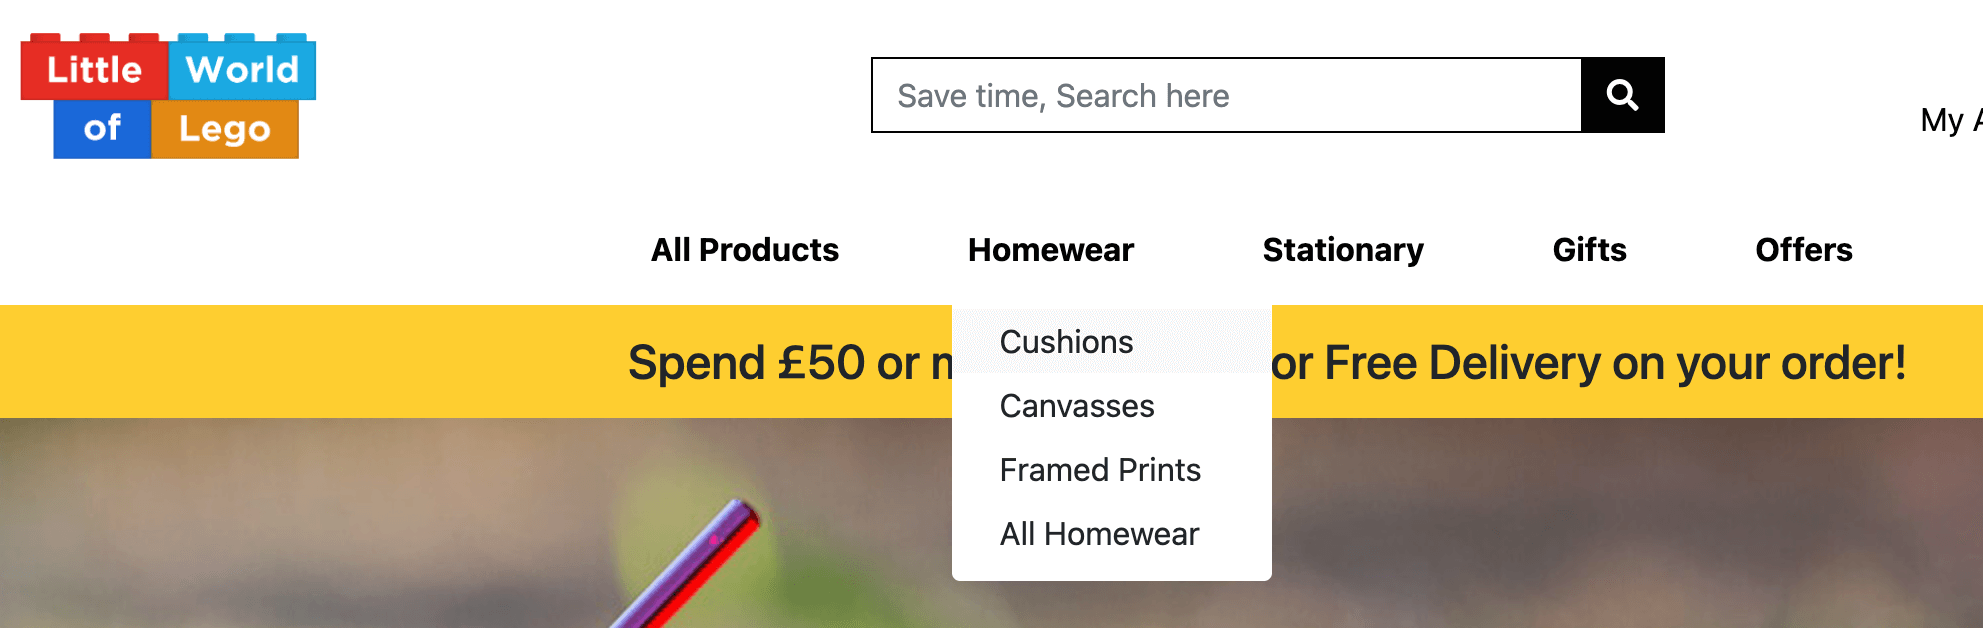 Little World
of Lego
Save time, Search here
My
All Products Homewear Stationary Gifts Offers
Spend £50 or or Free Delivery on your order!
Cushions
Canvasses
Framed Prints
All Homewear